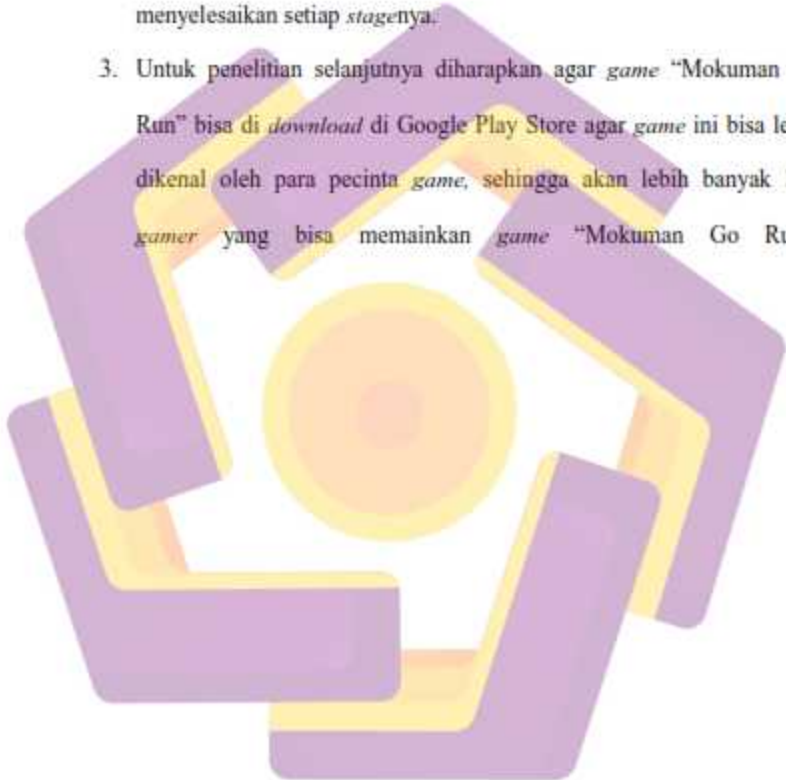 menyelesaikan setiap stagenya.
3. Untuk penelitian selanjutnya diharapkan agar game “Mokuman
Run” bisa di download di Google Play Store agar game ini bisa
dikenal oleh para pecinta game, sehingga akan lebih banyak
gamer yang bisa memainkan game “Mokuman Go